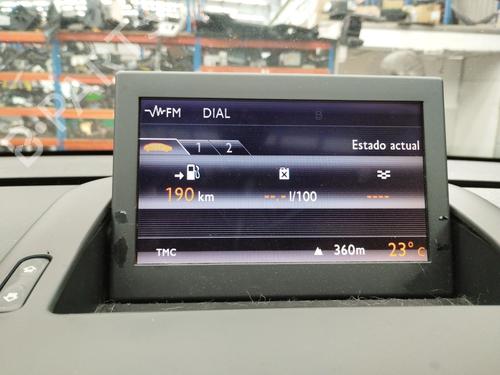 FM DIAL
1 2 Estado actual
190 km --.- l/100 ----
TMC 360m 23° C